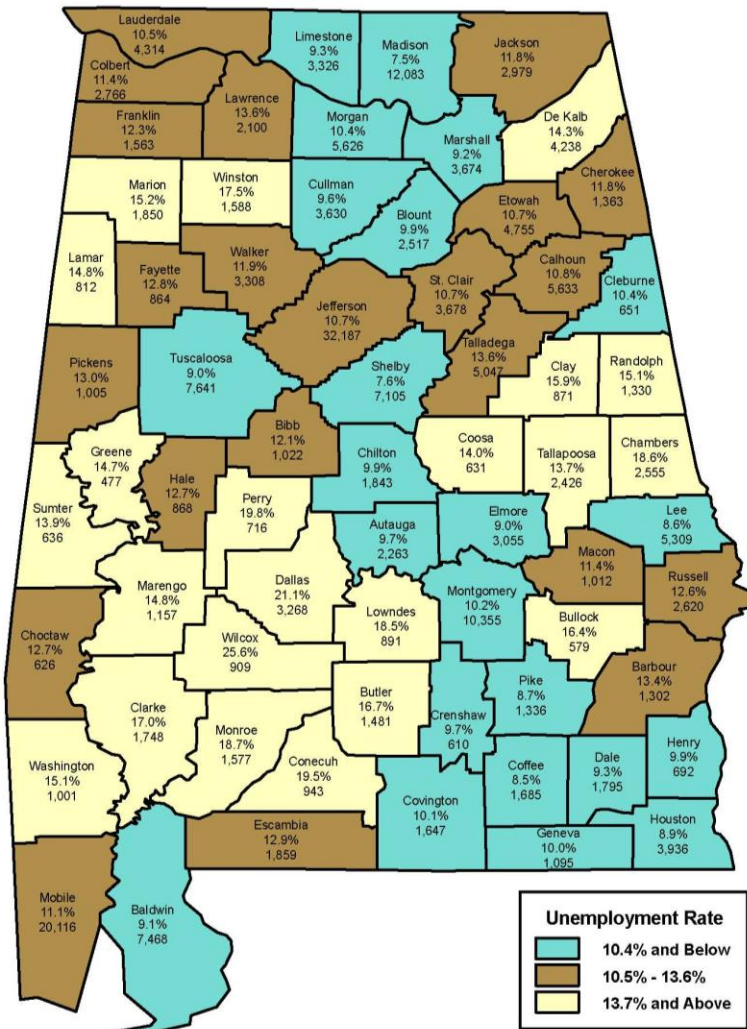 Lauderdale
10.5%
4,314
Limestone
9.3%
3,326
Madison
7.5%
12,083
Jackson
11.8%
2,979
Colbert
11.4%
2,766
Lawrence
13.6%
2,100
Franklin
12.3%
1,563
Morgan
10.4%
5,626
Marshall
9.2%
3,674
De Kalb
14.3%
4,238
Marion
15.2%
1,850
Winston
17.5%
1,588
Cullman
9.6%
3,630
Blount
9.9%
2,517
Etowah
10.7%
4,755
Cherokee
11.8%
1,363
Lamar
14.8%
812
Fayette
12.8%
864
Walker
11.9%
3,308
Jefferson
10.7%
32,187
St. Clair
10.7%
3,678
Calhoun
10.8%
5,633
Cleburne
10.4%
651
Pickens
13.0%
1,005
Tuscaloosa
9.0%
7,641
Shelby
7.6%
7,105
Talladega
13.6%
5,047
Clay
15.9%
871
Randolph
15.1%
1,330
Greene
14.7%
477
Hale
12.7%
868
Bibb
12.1%
1,022
Chilton
9.9%
1,843
Coosa
14.0%
631
Tallapoosa
13.7%
2,426
Chambers
18.6%
2,555
Sumter
13.9%
636
Perry
19.8%
716
Autauga
9.7%
2,263
Elmore
9.0%
3,055
Lee
8.6%
5,309
Marengo
14.8%
1,157
Dallas
21.1%
3,268
Lowndes
18.5%
891
Montgomery
10.2%
10,355
Macon
11.4%
1,012
Russell
12.6%
2,620
Bullock
16.4%
579
Choctaw
12.7%
626
Wilcox
25.6%
909
Butler
16.7%
1,481
Crenshaw
9.7%
610
Pike
8.7%
1,336
Barbour
13.4%
1,302
Clarke
17.0%
1,748
Monroe
18.7%
1,577
Conecuh
19.5%
943
Washington
15.1%
1,001
Covington
10.1%
1,647
Coffee
8.5%
1,685
Dale
9.3%
1,795
Henry
9.9%
692
Escambia
12.9%
1,859
Geneva
10.0%
1,095
Houston
8.9%
3,936
Mobile
11.1%
20,116
Baldwin
9.1%
7,468
Unemployment Rate
10.4% and Below
10.5% - 13.6%
13.7% and Above